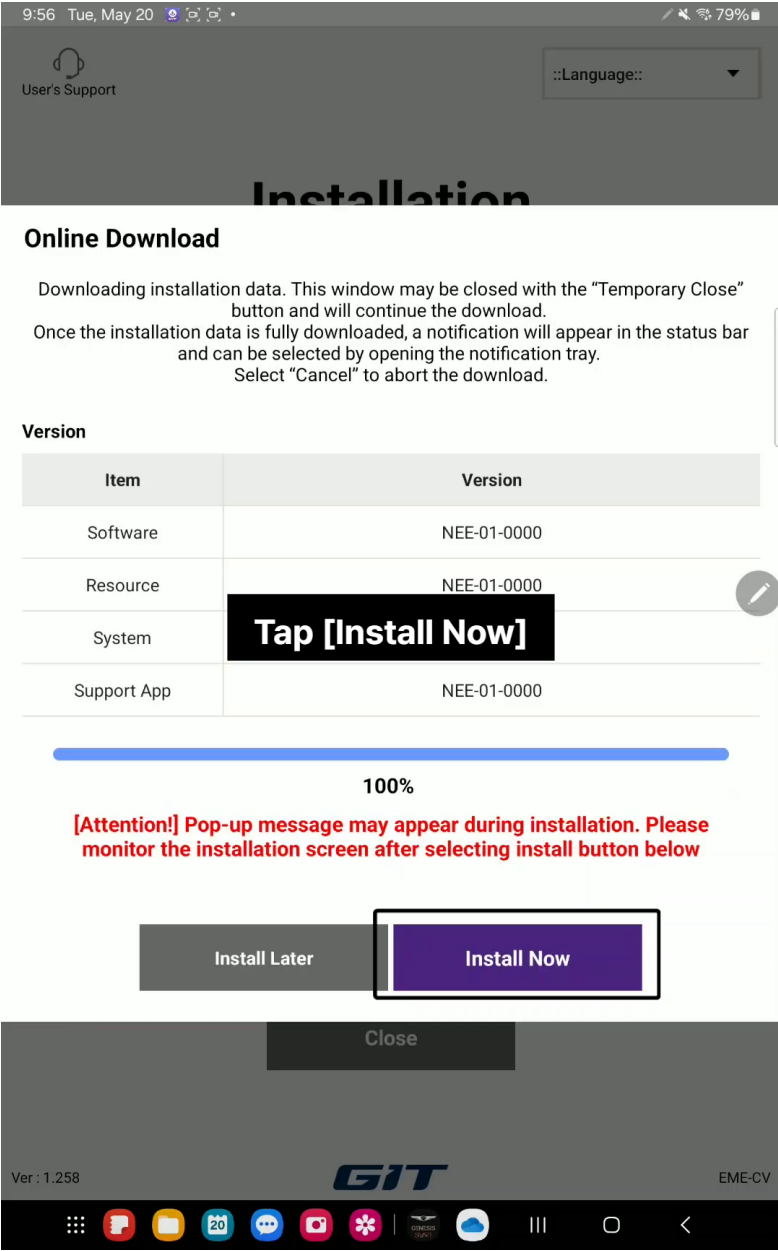 9:56 Tue, May 20
79%
User's Support
::Language::
Installation
Online Download
Downloading installation data. This window may be closed with the “Temporary Close”
button and will continue the download.
Once the installation data is fully downloaded, a notification will appear in the status bar
and can be selected by opening the notification tray.
Select “Cancel” to abort the download.
Version
Item Version
Software NEE-01-0000
Resource NEE-01-0000
System
Tap [Install Now]
Support App NEE-01-0000
100%
[Attention!] Pop-up message may appear during installation. Please
monitor the installation screen after selecting install button below
Install Later Install Now
Close
Ver : 1.258 GIT EME-CV
20 GENESIS